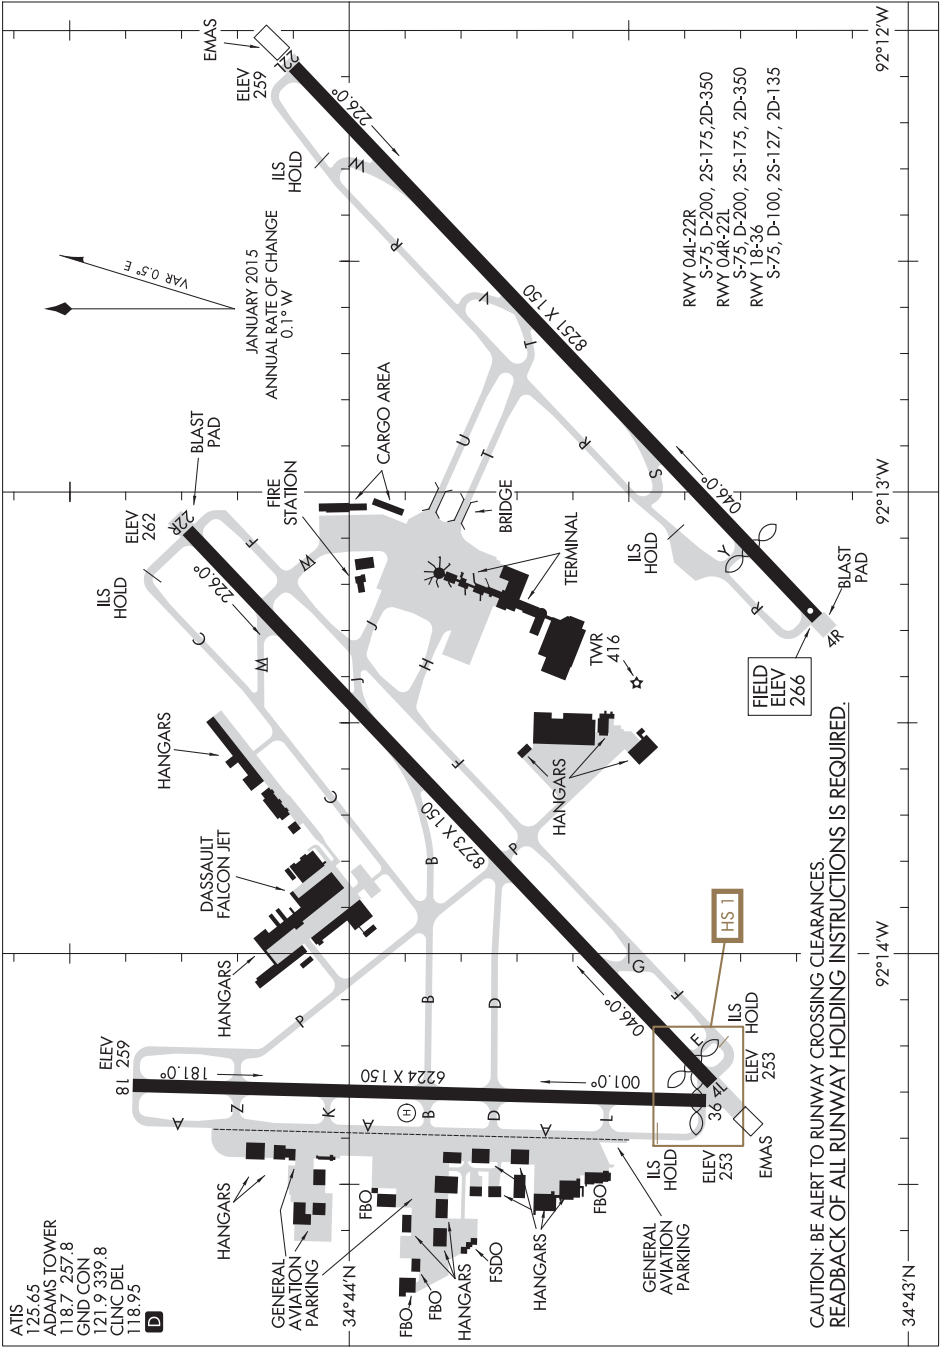 ATIS
125.65
ADAMS TOWER
118.7 257.8
GND CON
121.9 339.8
CLNC DEL
118.95
D
EMAS
ELEV
259
22L
226.0°
ILS
HOLD
W
R
VAR 0.5° E
JANUARY 2015
ANNUAL RATE OF CHANGE
0.1° W
V
T
8251 X 150
R
S
046.0°
Y
R
4R
BLAST
PAD
FIELD
ELEV
266
ILS
HOLD
RWY 04L-22R
S-75, D-200, 2S-175,2D-350
RWY 04R-22L
S-75, D-200, 2S-175, 2D-350
RWY 18-36
S-75, D-100, 2S-127, 2D-135
92°12'W
92°13'W
92°14'W
BLAST
PAD
ELEV
262
22R
226.0°
ILS
HOLD
F
M
FIRE
STATION
CARGO AREA
U
T
BRIDGE
TERMINAL
TWR
416
J
H
J
C
M
HANGARS
C
F
HANGARS
DASSAULT
FALCON JET
HANGARS
8273 X 150
B
P
P
B
D
G
F
046.0°
HS 1
E
ILS
HOLD
4L
ELEV
253
ELEV
259
18
181.0°
6224 X 150
001.0°
36
A
Z
K
A
H
B
D
A
L
ILS
HOLD
ELEV
253
EMAS
HANGARS
GENERAL
AVIATION
PARKING
FBO
FBO
FBO
HANGARS
FSDO
HANGARS
FBO
GENERAL
AVIATION
PARKING
34°44'N
34°43'N
CAUTION: BE ALERT TO RUNWAY CROSSING CLEARANCES.
READBACK OF ALL RUNWAY HOLDING INSTRUCTIONS IS REQUIRED.